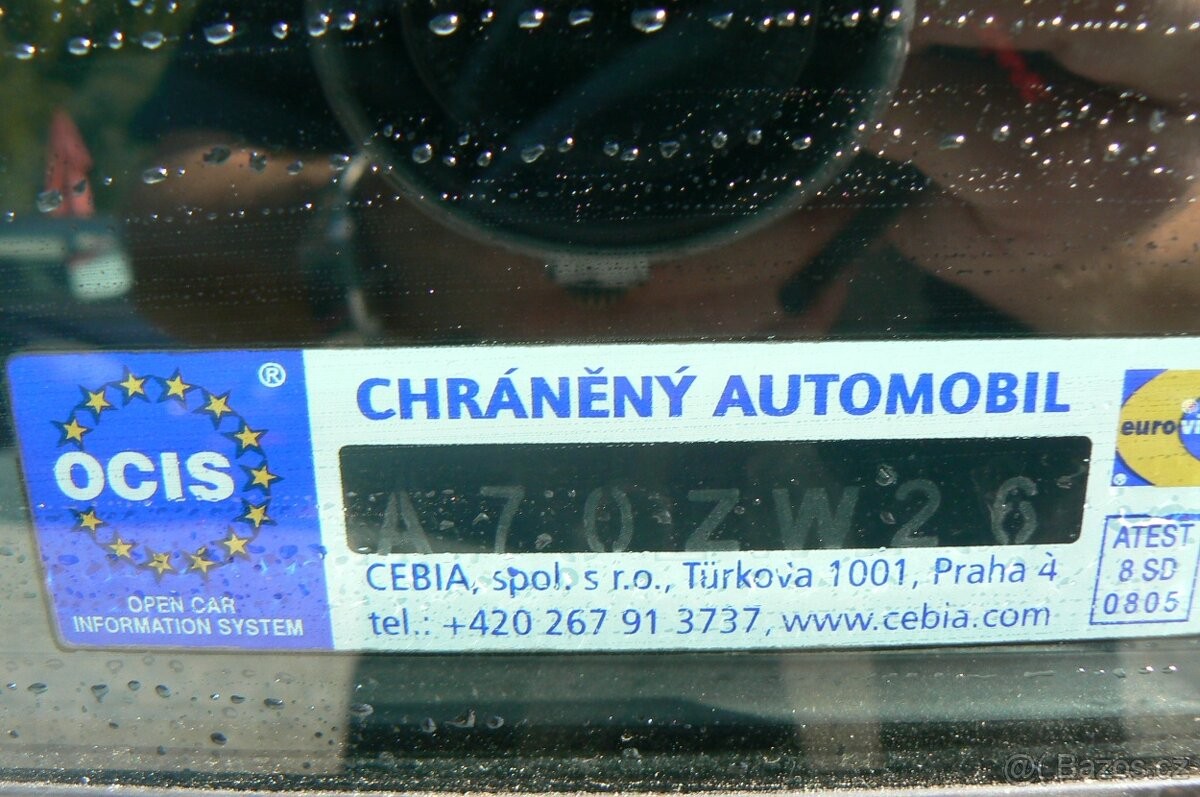 CHRÁNĚNÝ AUTOMOBIL
OCIS ®
A70ZW26
OPEN CAR
INFORMATION SYSTEM
CEBIA, spol. s r.o., Türkova 1001, Praha 4
tel.: +420 267 91 3737, www.cebia.com
euro
ATEST
8 SD
0805
@ Bazos.cz